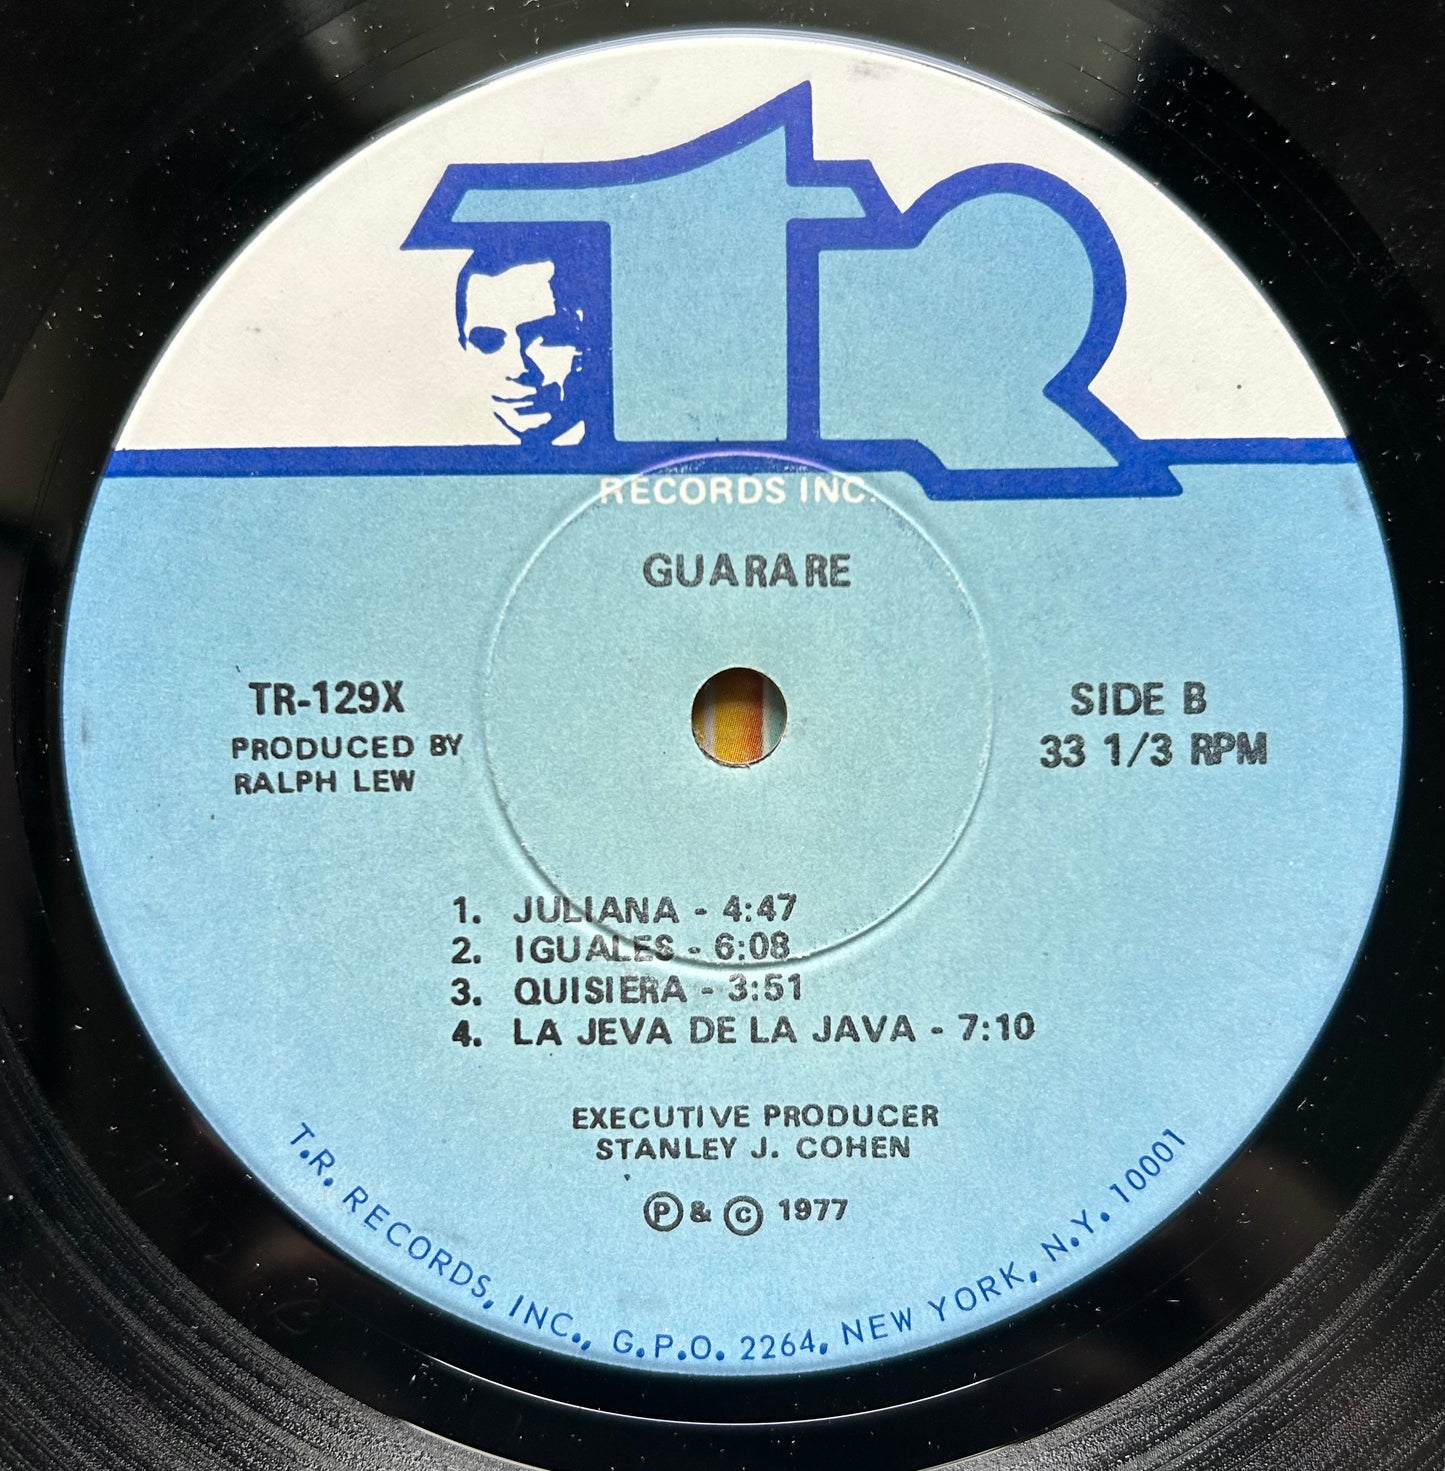 TR
RECORDS INC.
GUARARE
TR-129X
PRODUCED BY
RALPH LEW
SIDE B
33 1/3 RPM
1. JULIANA - 4:47
2. IGUALES - 6:08
3. QUISIERA - 3:51
4. LA JEVA DE LA JAVA - 7:10
EXECUTIVE PRODUCER
STANLEY J. COHEN
Ⓟ & © 1977
T.R. RECORDS, INC., G.P.O. 2264, NEW YORK, N.Y. 10001